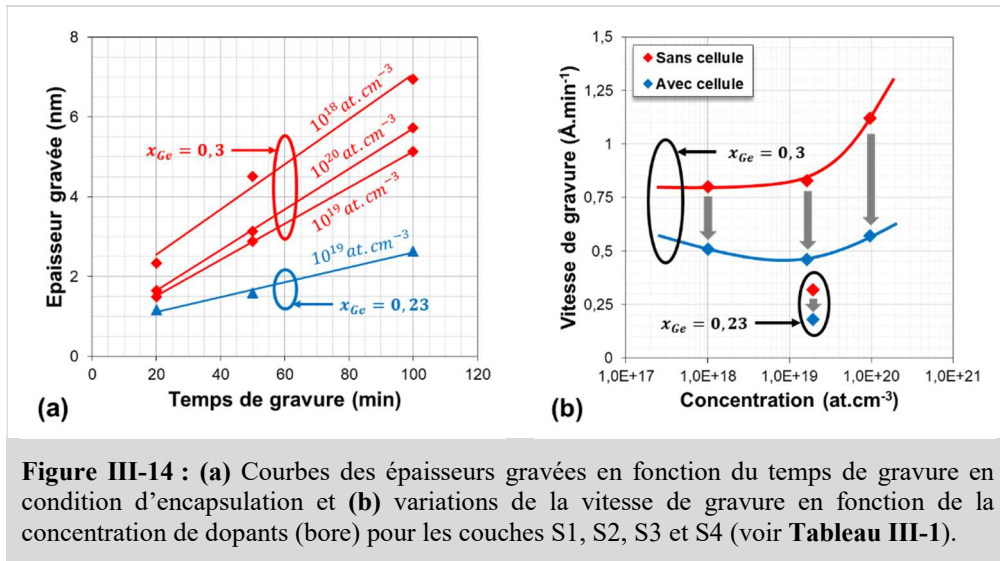 8
6
4
2
0
0
20
40
60
80
100
120
Epaisseur gravée (nm)
Temps de gravure (min)
(a)
10^18 at.cm^−3
10^20 at.cm^−3
10^19 at.cm^−3
10^19 at.cm^−3
x_Ge = 0,3
x_Ge = 0,23
1,5
1,25
1
0,75
0,5
0,25
0
1,0E+17
1,0E+18
1,0E+19
1,0E+20
1,0E+21
Vitesse de gravure (Å.min⁻¹)
Concentration (at.cm⁻³)
(b)
Sans cellule
Avec cellule
x_Ge = 0,3
x_Ge = 0,23
Figure III-14 : (a) Courbes des épaisseurs gravées en fonction du temps de gravure en
condition d’encapsulation et (b) variations de la vitesse de gravure en fonction de la
concentration de dopants (bore) pour les couches S1, S2, S3 et S4 (voir Tableau III-1).